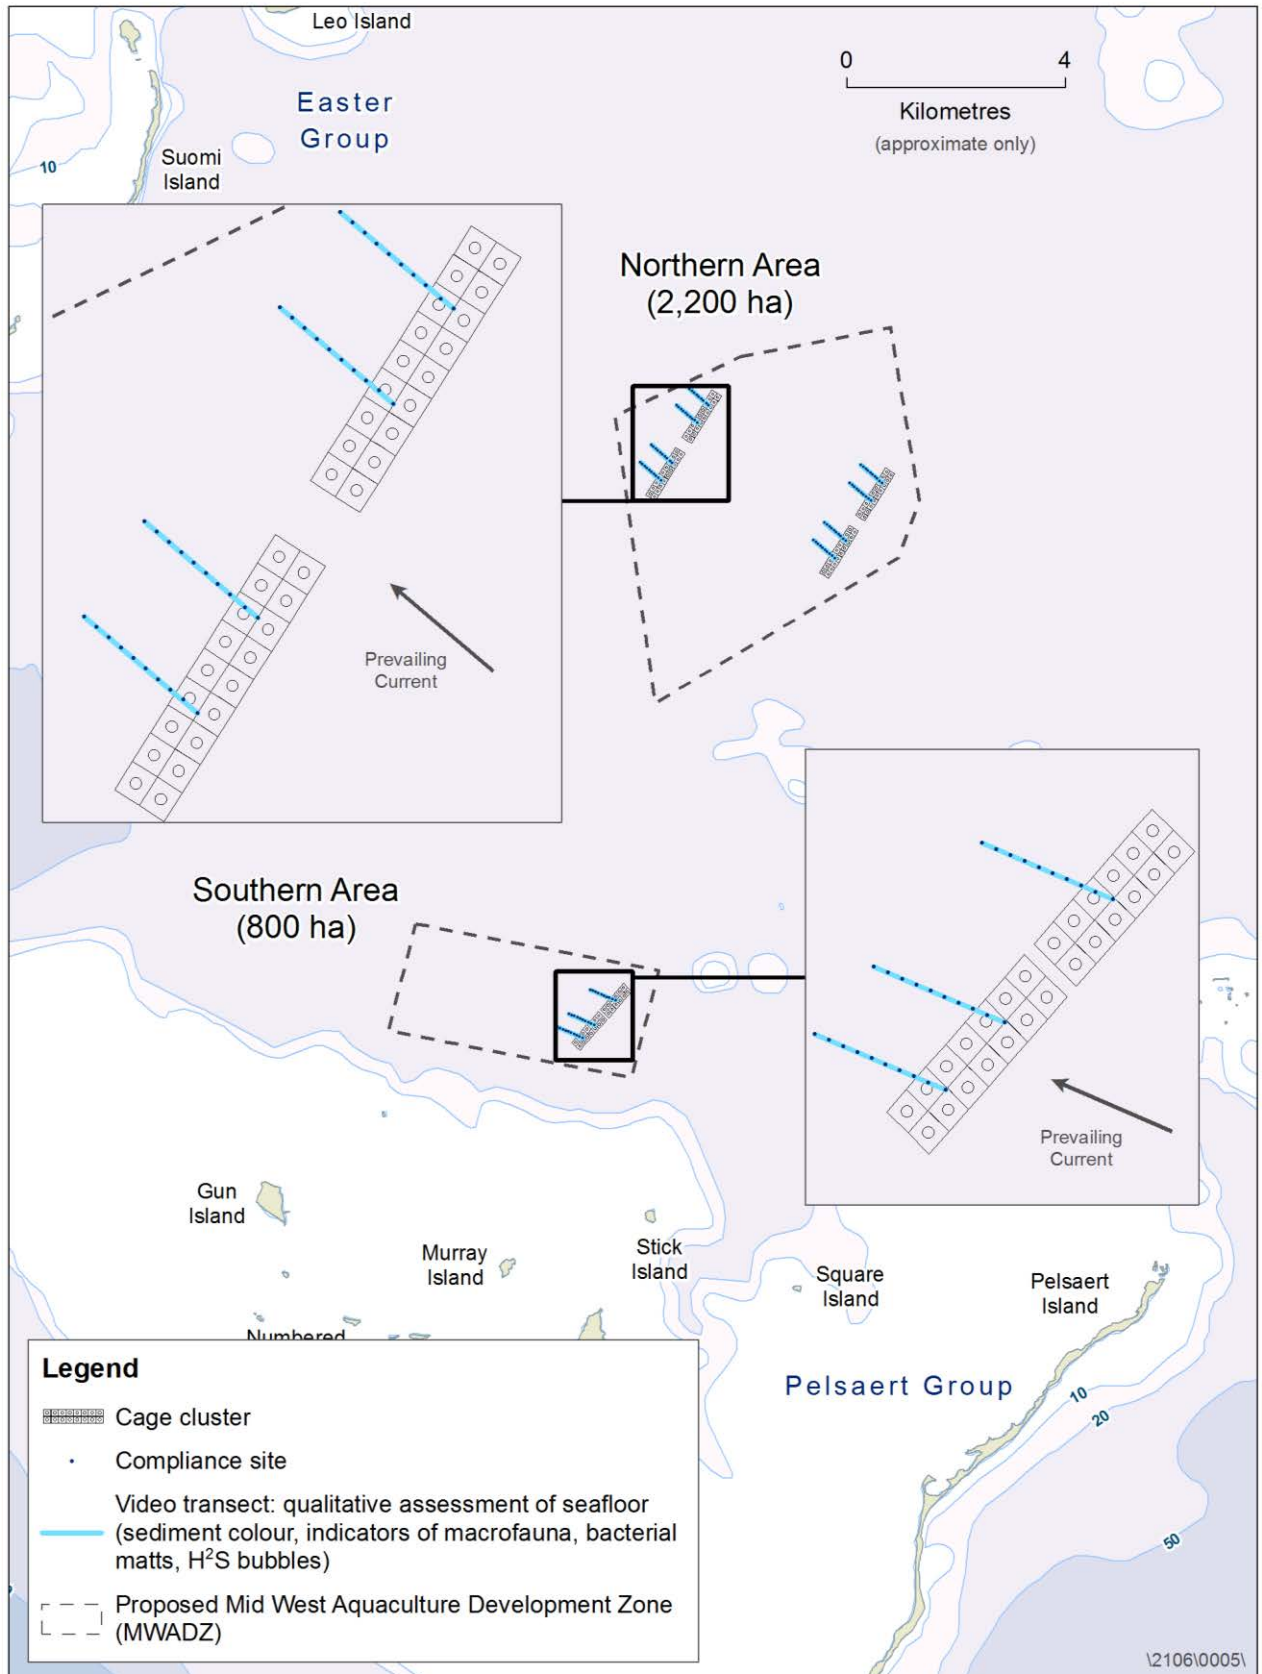 Leo Island
Easter
Group
0 4
Kilometres
(approximate only)
10
Suomi
Island
Northern Area
(2,200 ha)
Prevailing
Current
Southern Area
(800 ha)
Prevailing
Current
Gun
Island
Murray
Island
Stick
Island
Square
Island
Pelsaert
Island
Numbered
Pelsaert Group
10
20
50
Legend
Cage cluster
Compliance site
Video transect: qualitative assessment of seafloor
(sediment colour, indicators of macrofauna, bacterial
matts, H²S bubbles)
Proposed Mid West Aquaculture Development Zone
(MWADZ)
\2106\0005\